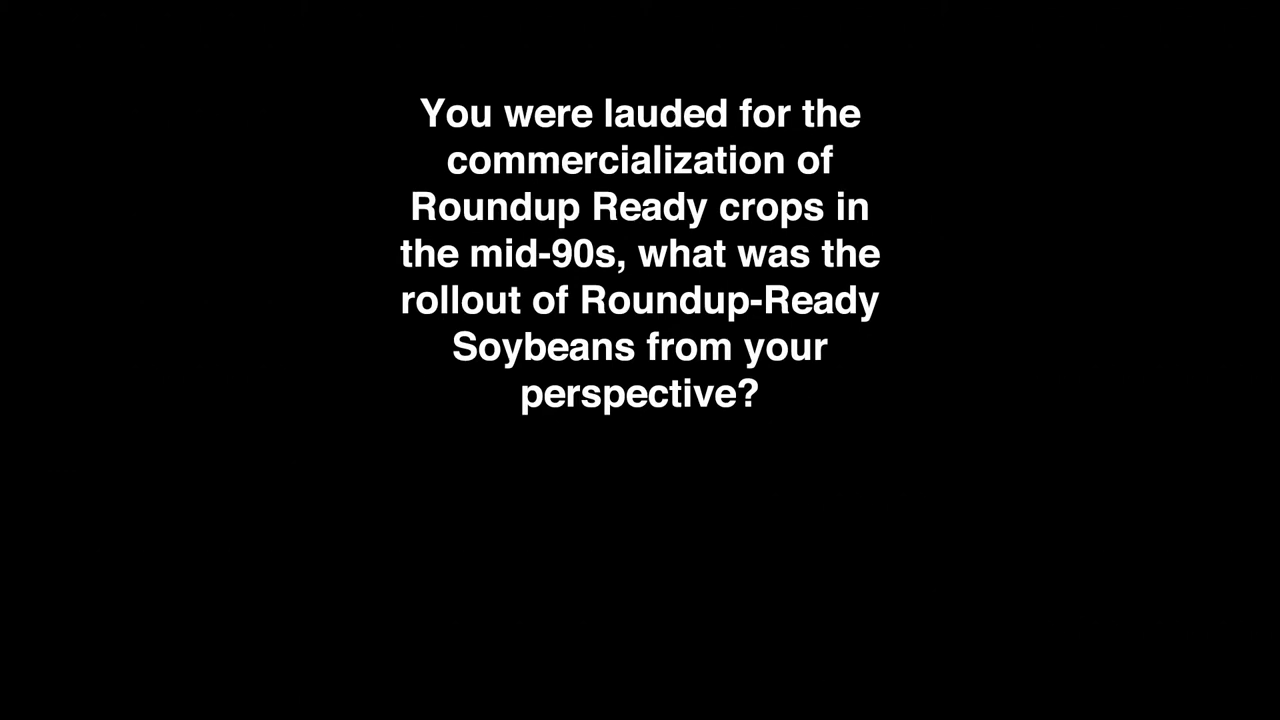 You were lauded for the
commercialization of
Roundup Ready crops in
the mid-90s, what was the
rollout of Roundup-Ready
Soybeans from your
perspective?